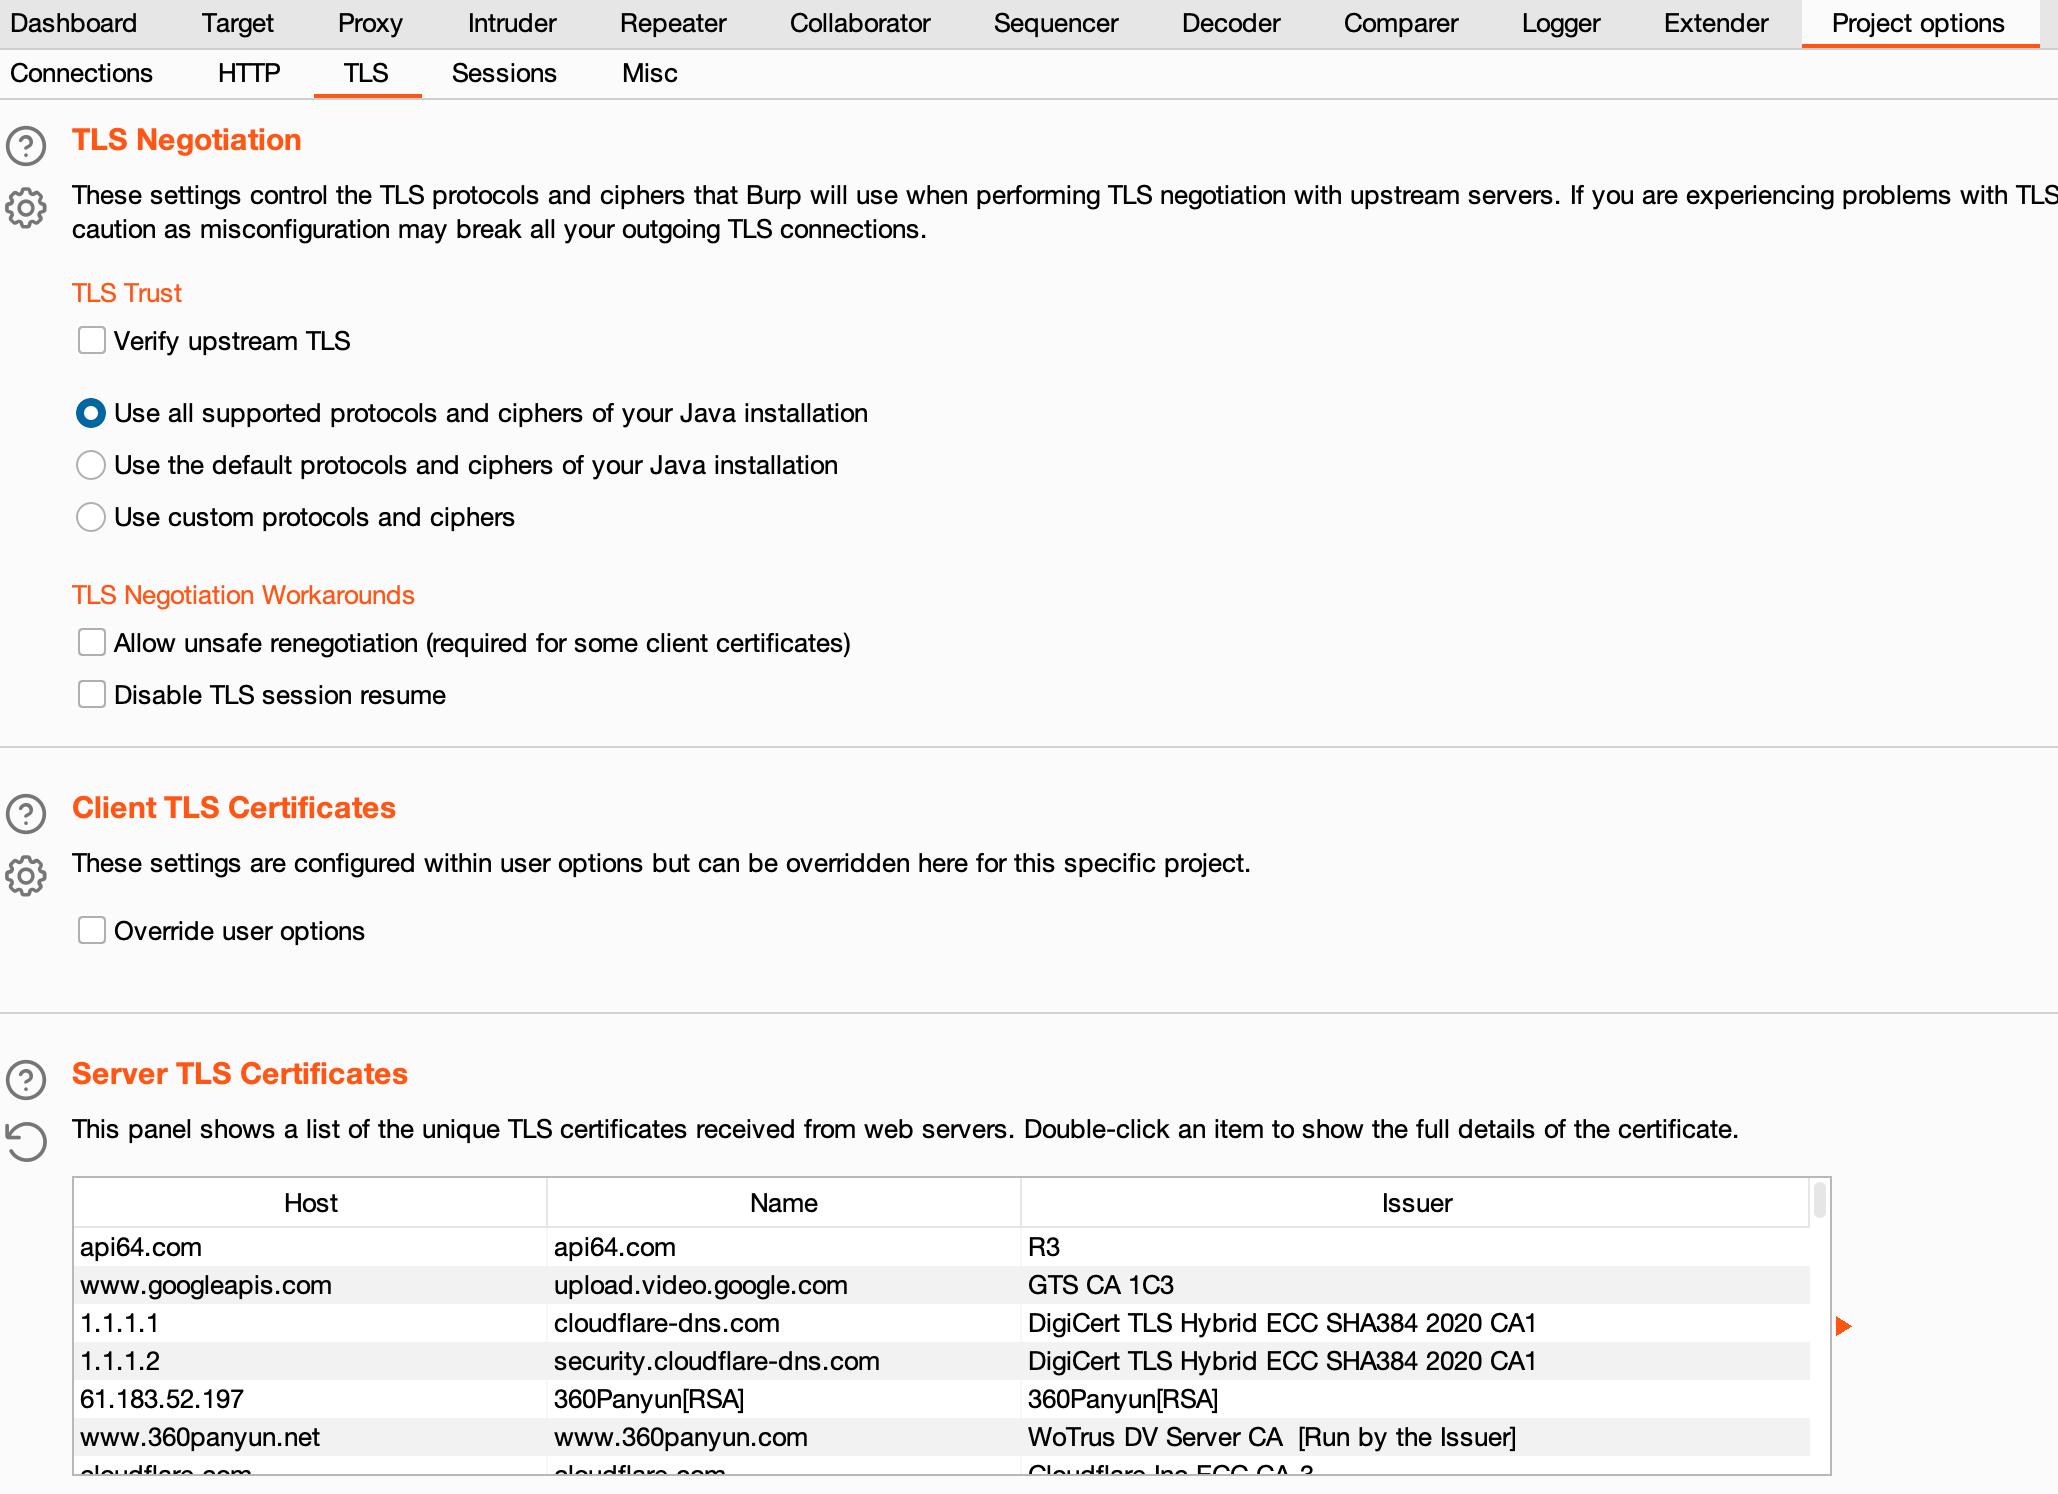 Dashboard Target Proxy Intruder Repeater Collaborator Sequencer Decoder Comparer Logger Extender Project options
Connections HTTP TLS Sessions Misc
TLS Negotiation
These settings control the TLS protocols and ciphers that Burp will use when performing TLS negotiation with upstream servers. If you are experiencing problems with TLS
caution as misconfiguration may break all your outgoing TLS connections.
TLS Trust
Verify upstream TLS
Use all supported protocols and ciphers of your Java installation
Use the default protocols and ciphers of your Java installation
Use custom protocols and ciphers
TLS Negotiation Workarounds
Allow unsafe renegotiation (required for some client certificates)
Disable TLS session resume
Client TLS Certificates
These settings are configured within user options but can be overridden here for this specific project.
Override user options
Server TLS Certificates
This panel shows a list of the unique TLS certificates received from web servers. Double-click an item to show the full details of the certificate.
Host Name Issuer
api64.com api64.com R3
www.googleapis.com upload.video.google.com GTS CA 1C3
1.1.1.1 cloudflare-dns.com DigiCert TLS Hybrid ECC SHA384 2020 CA1
1.1.1.2 security.cloudflare-dns.com DigiCert TLS Hybrid ECC SHA384 2020 CA1
61.183.52.197 360Panyun[RSA] 360Panyun[RSA]
www.360panyun.net www.360panyun.com WoTrus DV Server CA  [Run by the Issuer]
cloudflare.com cloudflare.com Cloudflare Inc ECC CA-3